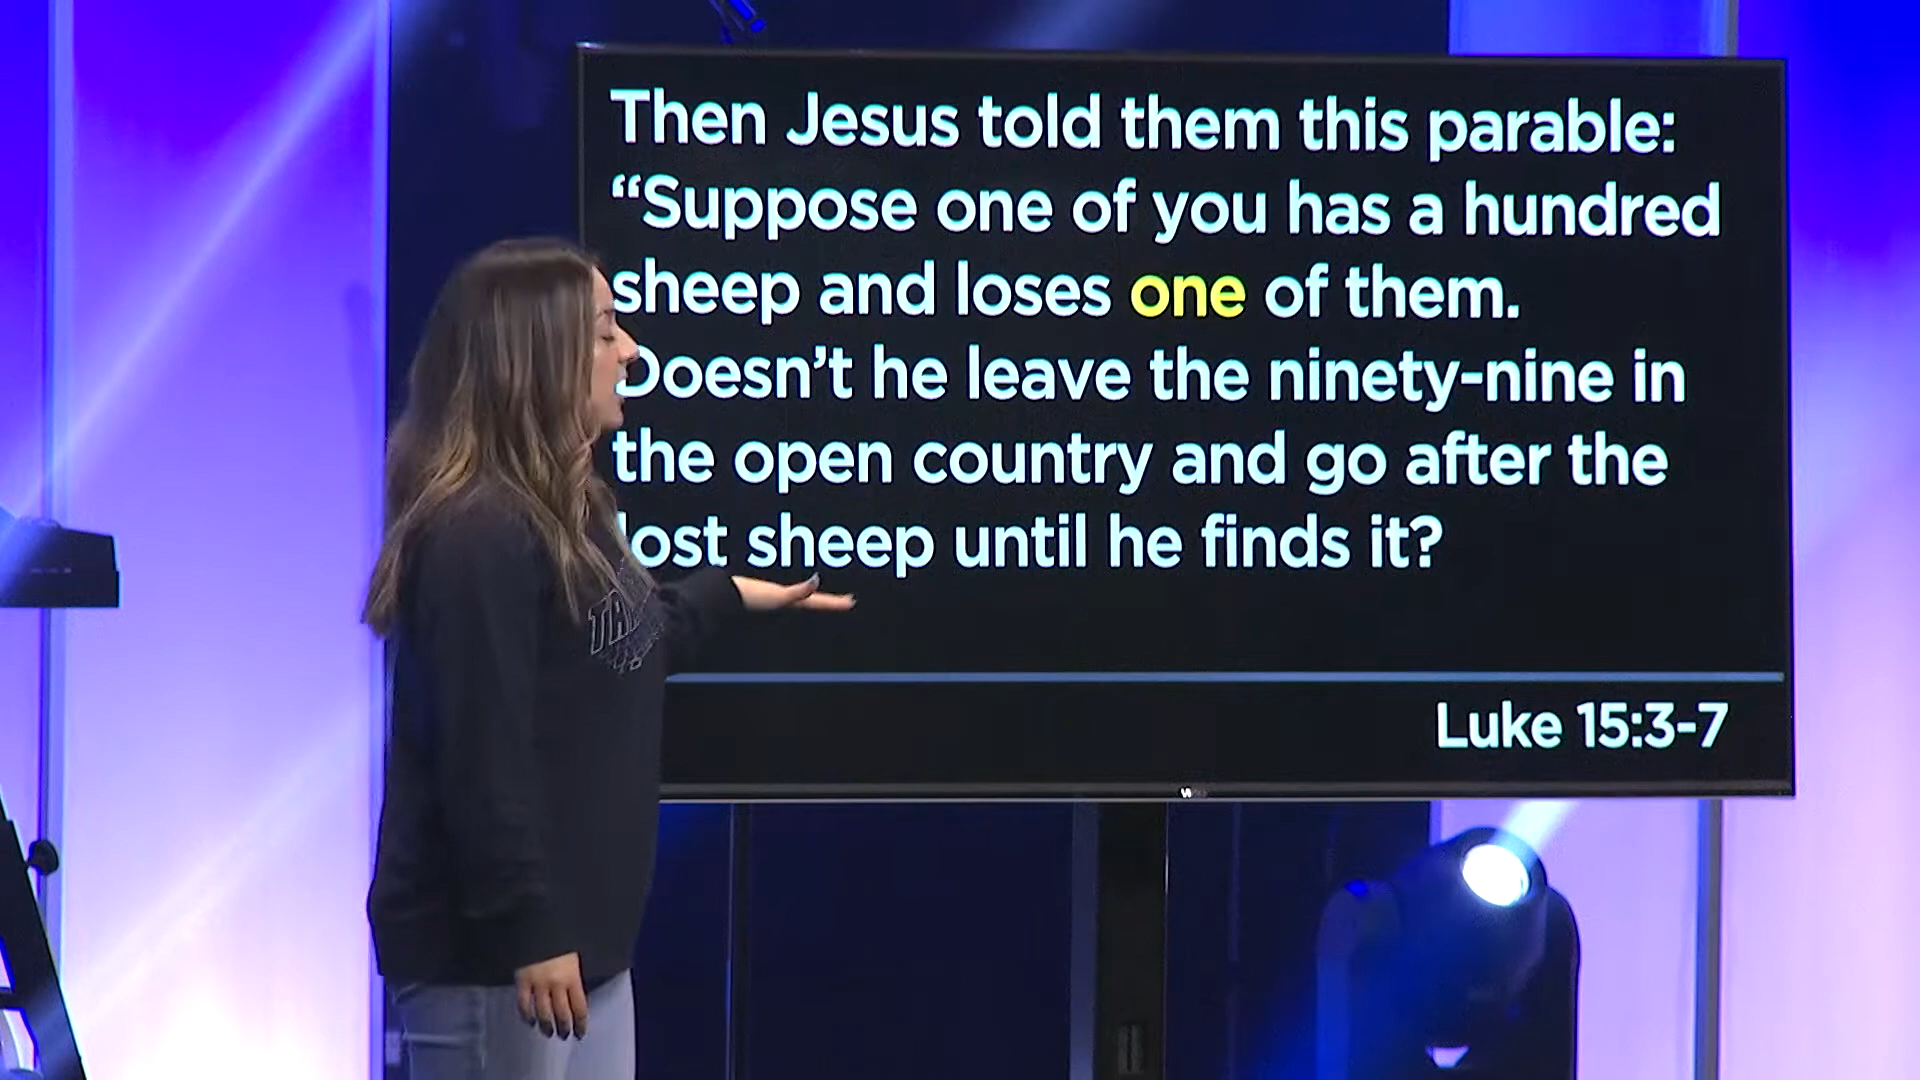 Then Jesus told them this parable:
“Suppose one of you has a hundred
sheep and loses one of them.
Doesn’t he leave the ninety-nine in
the open country and go after the
lost sheep until he finds it?
Luke 15:3-7